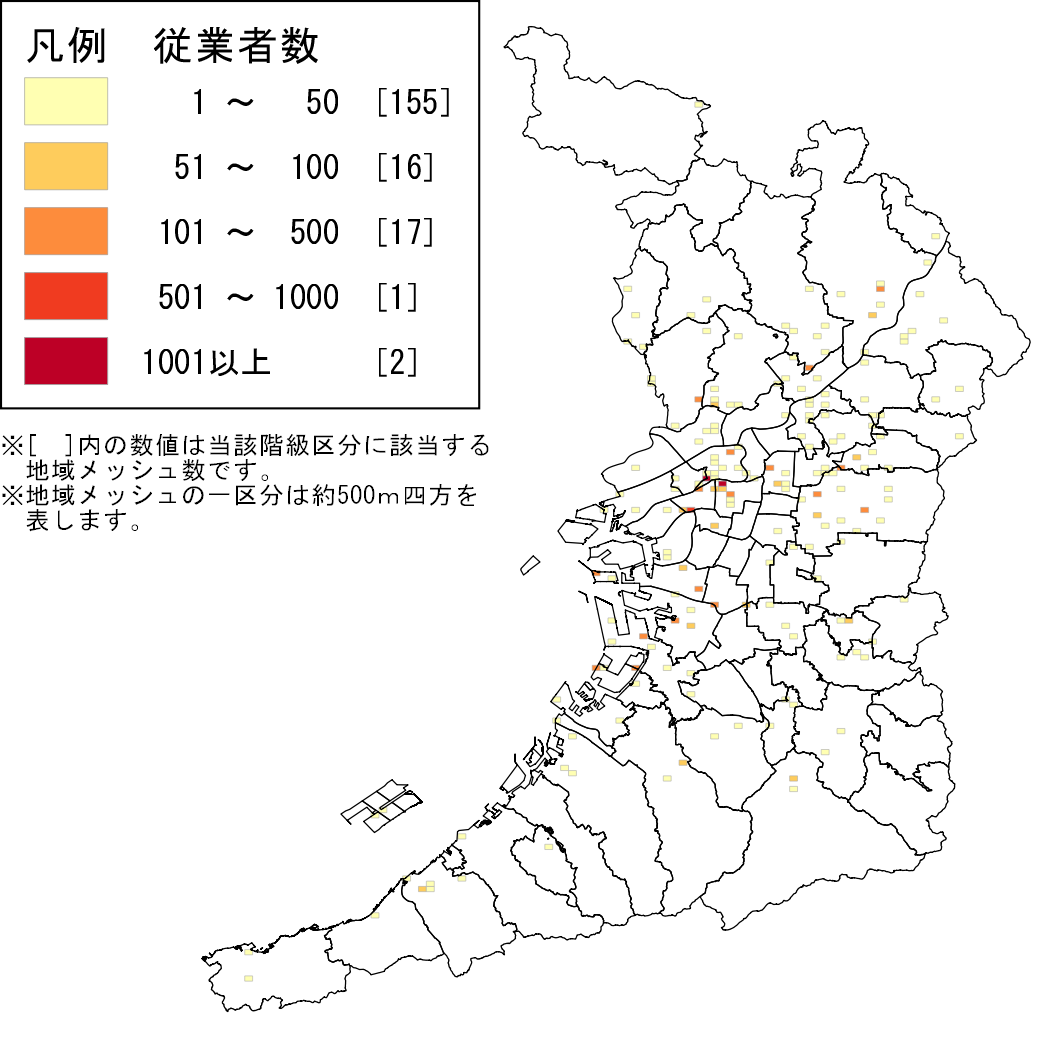 凡例　従業者数
1 ～ 50 [155]
51 ～ 100 [16]
101 ～ 500 [17]
501 ～ 1000 [1]
1001以上 [2]
※[　]内の数値は当該階級区分に該当する
地域メッシュ数です。
※地域メッシュの一区分は約500m四方を
表します。